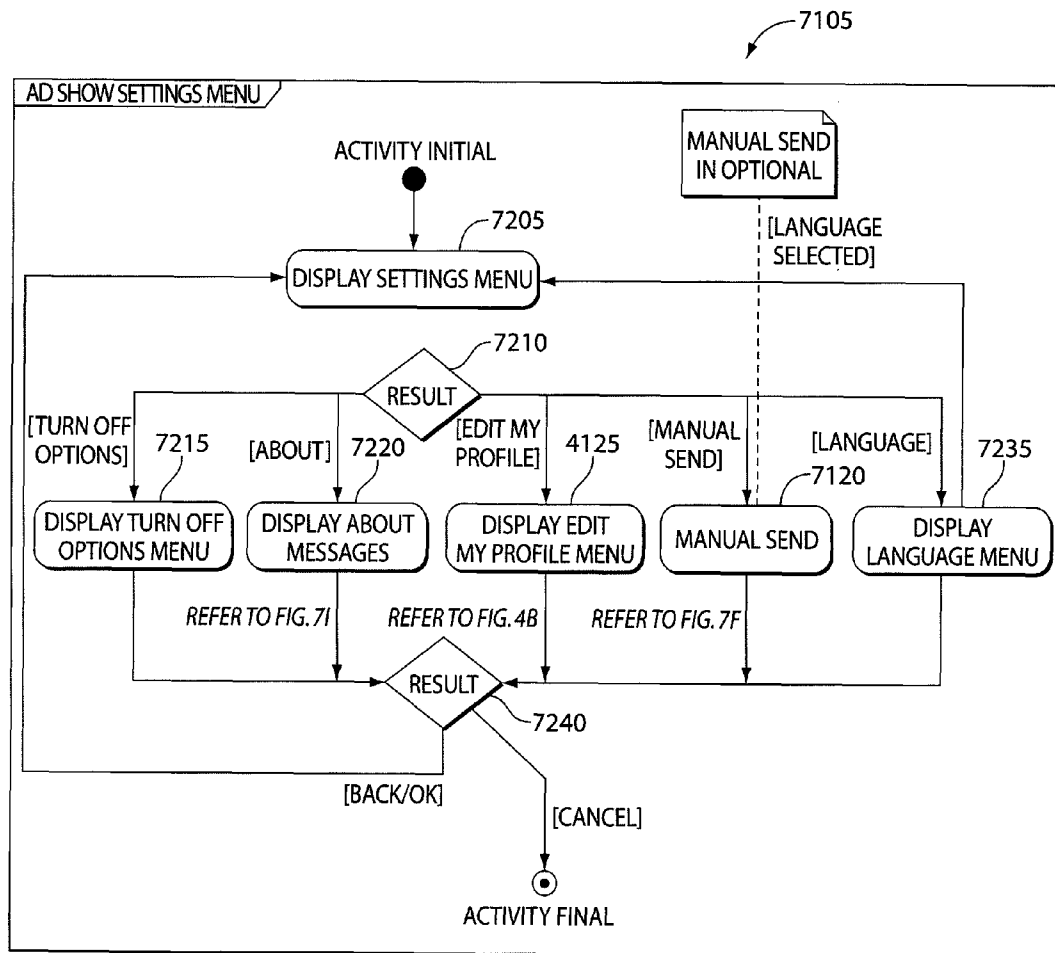 7105
AD SHOW SETTINGS MENU
MANUAL SEND
IN OPTIONAL
ACTIVITY INITIAL
7205
[LANGUAGE
SELECTED]
DISPLAY SETTINGS MENU
7210
RESULT
[TURN OFF
OPTIONS]
7215
[ABOUT]
7220
[EDIT MY
PROFILE]
4125
[MANUAL
SEND]
7120
[LANGUAGE]
7235
DISPLAY TURN OFF
OPTIONS MENU
DISPLAY ABOUT
MESSAGES
DISPLAY EDIT
MY PROFILE MENU
MANUAL SEND
DISPLAY
LANGUAGE MENU
REFER TO FIG. 7I
REFER TO FIG. 4B
REFER TO FIG. 7F
RESULT
7240
[BACK/OK]
[CANCEL]
ACTIVITY FINAL